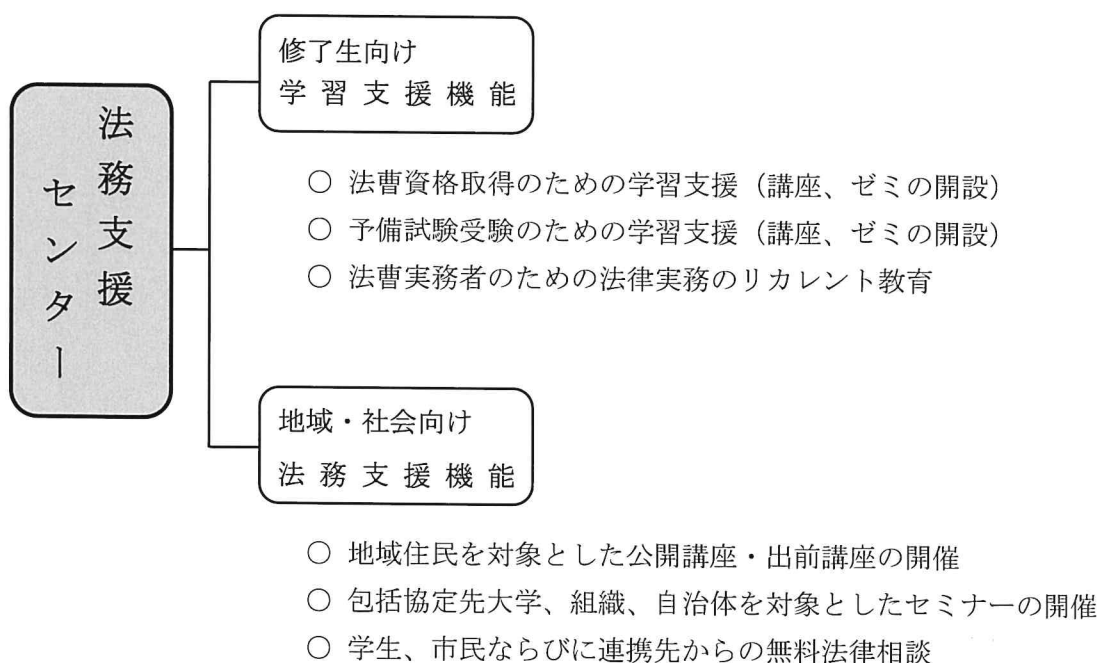 法務支援
センター
修了生向け
学習支援機能
○ 法曹資格取得のための学習支援（講座、ゼミの開設）
○ 予備試験受験のための学習支援（講座、ゼミの開設）
○ 法曹実務者のための法律実務のリカレント教育
地域・社会向け
法務支援機能
○ 地域住民を対象とした公開講座・出前講座の開催
○ 包括協定先大学、組織、自治体を対象としたセミナーの開催
○ 学生、市民ならびに連携先からの無料法律相談